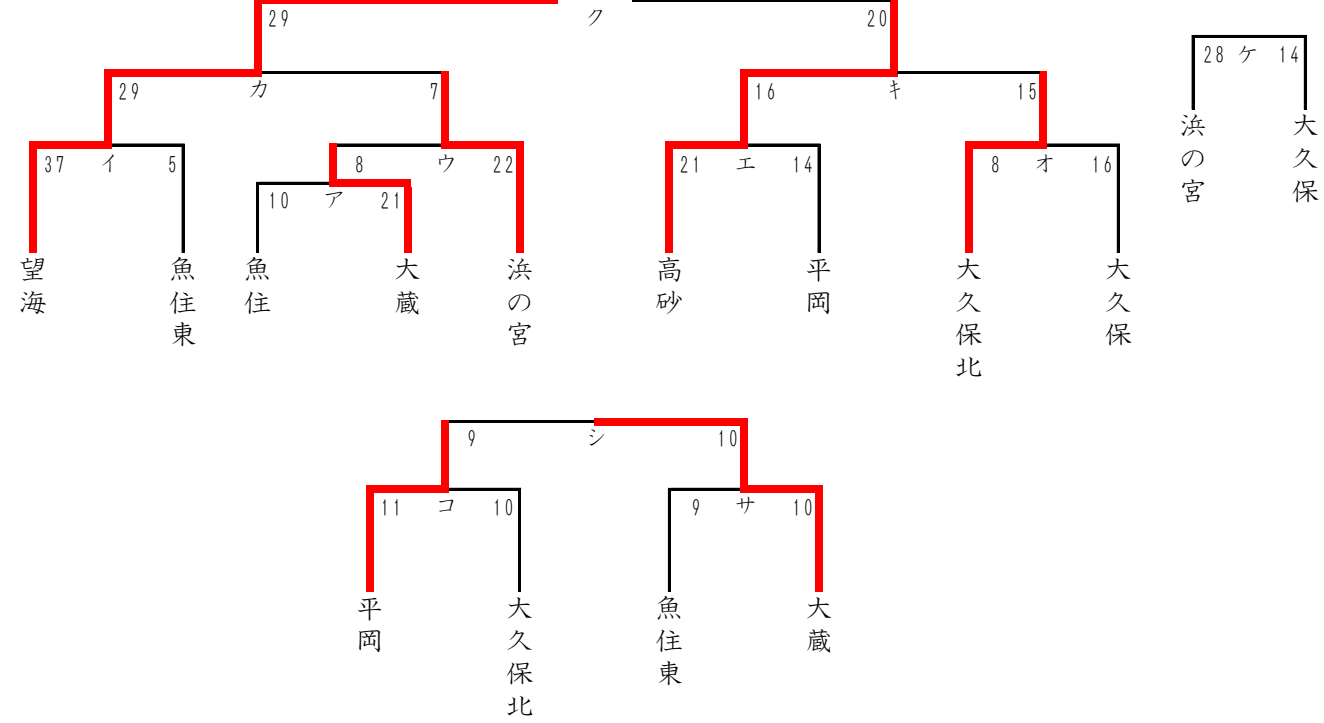 29 ク 20
28 ケ 14
29 カ 7
16 キ 15
浜の宮
大久保
37 イ 5
8 ウ 22
21 エ 14
8 オ 16
10 ア 21
望海
魚住東
魚住
大蔵
浜の宮
高砂
平岡
大久保北
大久保
9 シ 10
11 コ 10
9 サ 10
平岡
大久保北
魚住東
大蔵